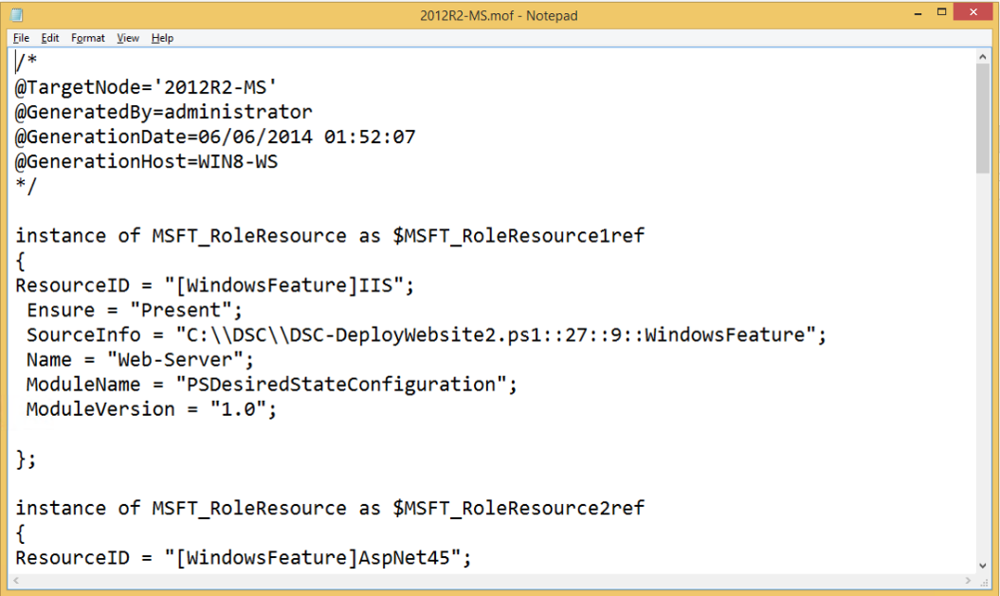 2012R2-MS.mof - Notepad
File Edit Format View Help
/*
@TargetNode='2012R2-MS'
@GeneratedBy=administrator
@GenerationDate=06/06/2014 01:52:07
@GenerationHost=WIN8-WS
*/
instance of MSFT_RoleResource as $MSFT_RoleResource1ref
{
ResourceID = "[WindowsFeature]IIS";
 Ensure = "Present";
 SourceInfo = "C:\\DSC\\DSC-DeployWebsite2.ps1::27::9::WindowsFeature";
 Name = "Web-Server";
 ModuleName = "PSDesiredStateConfiguration";
 ModuleVersion = "1.0";
};
instance of MSFT_RoleResource as $MSFT_RoleResource2ref
{
ResourceID = "[WindowsFeature]AspNet45";